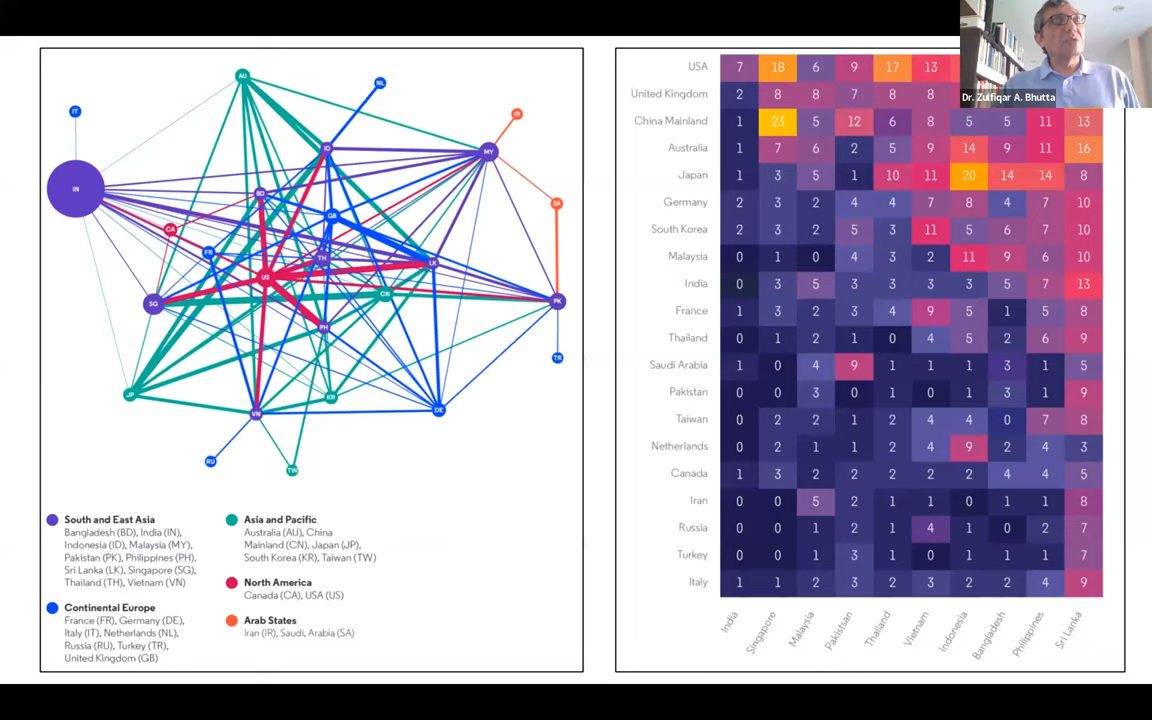 AU
NL
IT
IR
ID
MY
IN
BD
SA
GB
CA
FR
TH
LK
US
CN
SG
PK
PH
TR
JP
KR
DE
VN
RU
TW
South and East Asia
Bangladesh (BD), India (IN),
Indonesia (ID), Malaysia (MY),
Pakistan (PK), Philippines (PH),
Sri Lanka (LK), Singapore (SG),
Thailand (TH), Vietnam (VN)
Continental Europe
France (FR), Germany (DE),
Italy (IT), Netherlands (NL),
Russia (RU), Turkey (TR),
United Kingdom (GB)
Asia and Pacific
Australia (AU), China
Mainland (CN), Japan (JP),
South Korea (KR), Taiwan (TW)
North America
Canada (CA), USA (US)
Arab States
Iran (IR), Saudi, Arabia (SA)
USA 7 18 6 9 17 13
United Kingdom 2 8 8 7 8 8
China Mainland 1 23 5 12 6 8 5 5 11 13
Australia 1 7 6 2 5 9 14 9 11 16
Japan 1 3 5 1 10 11 20 14 14 8
Germany 2 3 2 4 4 7 8 4 7 10
South Korea 2 3 2 5 3 11 5 6 7 10
Malaysia 0 1 0 4 3 2 11 9 6 10
India 0 3 5 3 3 3 3 5 7 13
France 1 3 2 3 4 9 5 1 5 8
Thailand 0 1 2 1 0 4 5 2 6 9
Saudi Arabia 1 0 4 9 1 1 1 3 1 5
Pakistan 0 0 3 0 1 0 1 3 1 9
Taiwan 0 2 2 1 2 4 4 0 7 8
Netherlands 0 2 1 1 2 4 9 2 4 3
Canada 1 3 2 2 2 2 2 4 4 5
Iran 0 0 5 2 1 1 0 1 1 8
Russia 0 0 1 2 1 4 1 0 2 7
Turkey 0 0 1 3 1 0 1 1 1 7
Italy 1 1 2 3 2 3 2 2 4 9
India Singapore Malaysia Pakistsan Thailand Vietnam Indonesia Bangladesh Philippines Sri Lanka
Dr. Zulfiqar A. Bhutta